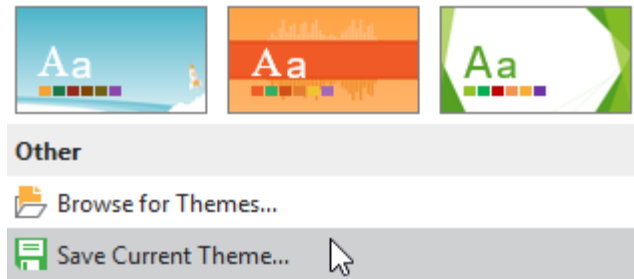 Aa Aa Aa
Other
Browse for Themes...
Save Current Theme...